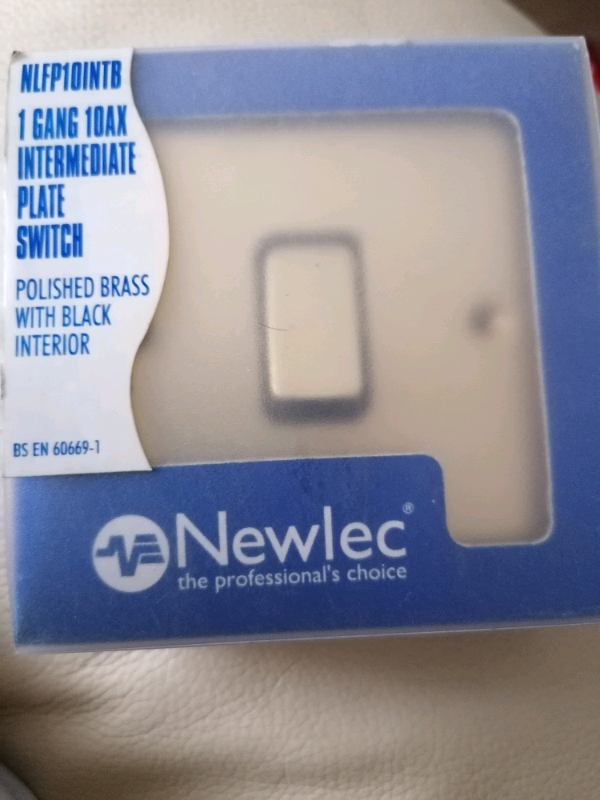 NLFP10INTB
1 GANG 10AX
INTERMEDIATE
PLATE
SWITCH
POLISHED BRASS
WITH BLACK
INTERIOR
BS EN 60669-1
Newlec®
the professional's choice